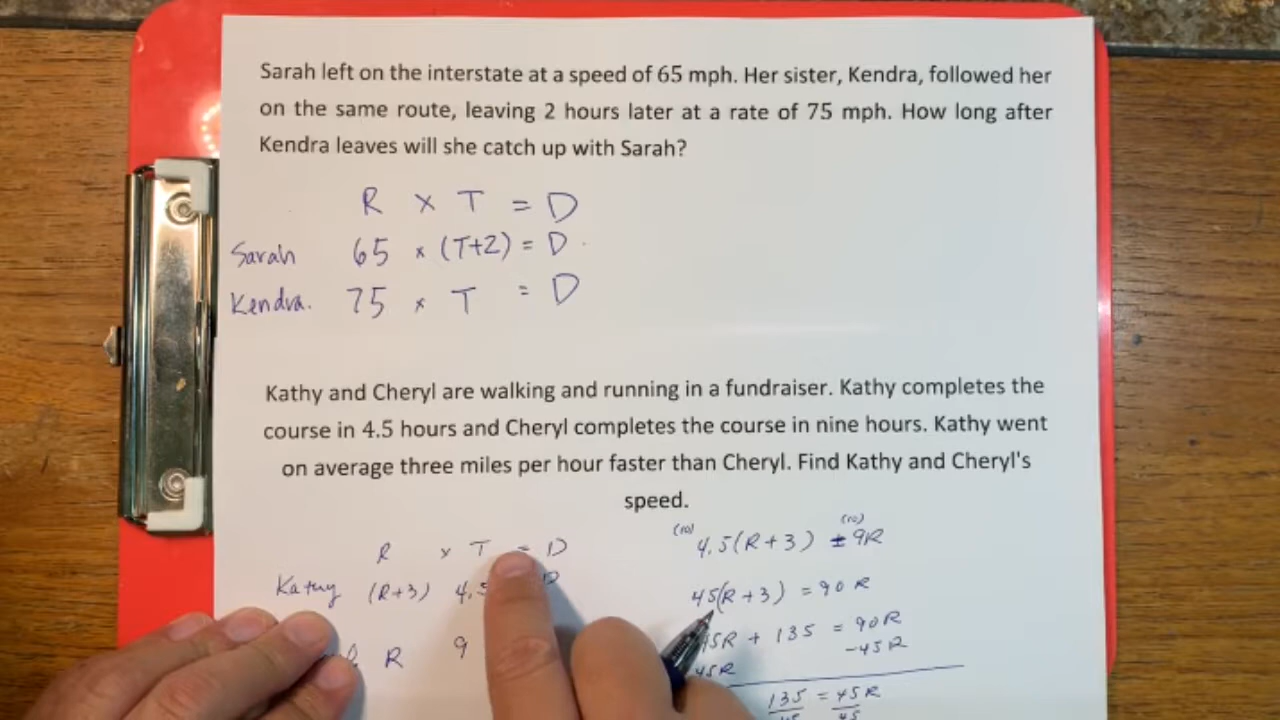 Sarah left on the interstate at a speed of 65 mph. Her sister, Kendra, followed her
on the same route, leaving 2 hours later at a rate of 75 mph. How long after
Kendra leaves will she catch up with Sarah?
R × T = D
Sarah 65 × (T+2) = D
Kendra. 75 × T = D
Kathy and Cheryl are walking and running in a fundraiser. Kathy completes the
course in 4.5 hours and Cheryl completes the course in nine hours. Kathy went
on average three miles per hour faster than Cheryl. Find Kathy and Cheryl's
speed.
R × T = D
Kathy (R+3) 4.5 D
R 9
(10) (10)
4.5(R+3) = 9R
45(R+3) = 90R
45R + 135 = 90R
45R -45R
135 = 45R
45 45